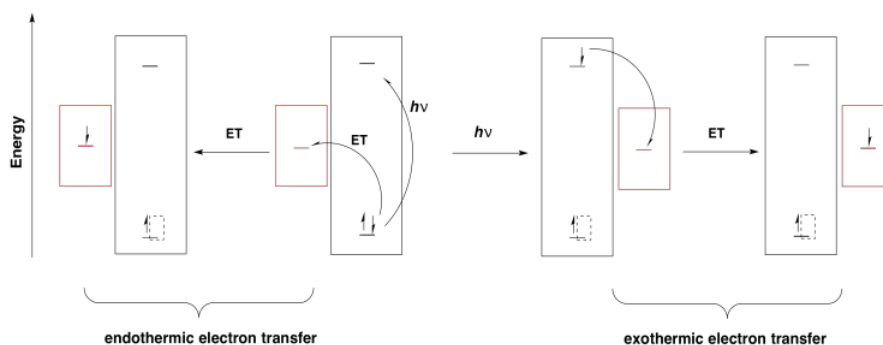 Energy
ET
ET
hν
hν
ET
endothermic electron transfer
exothermic electron transfer